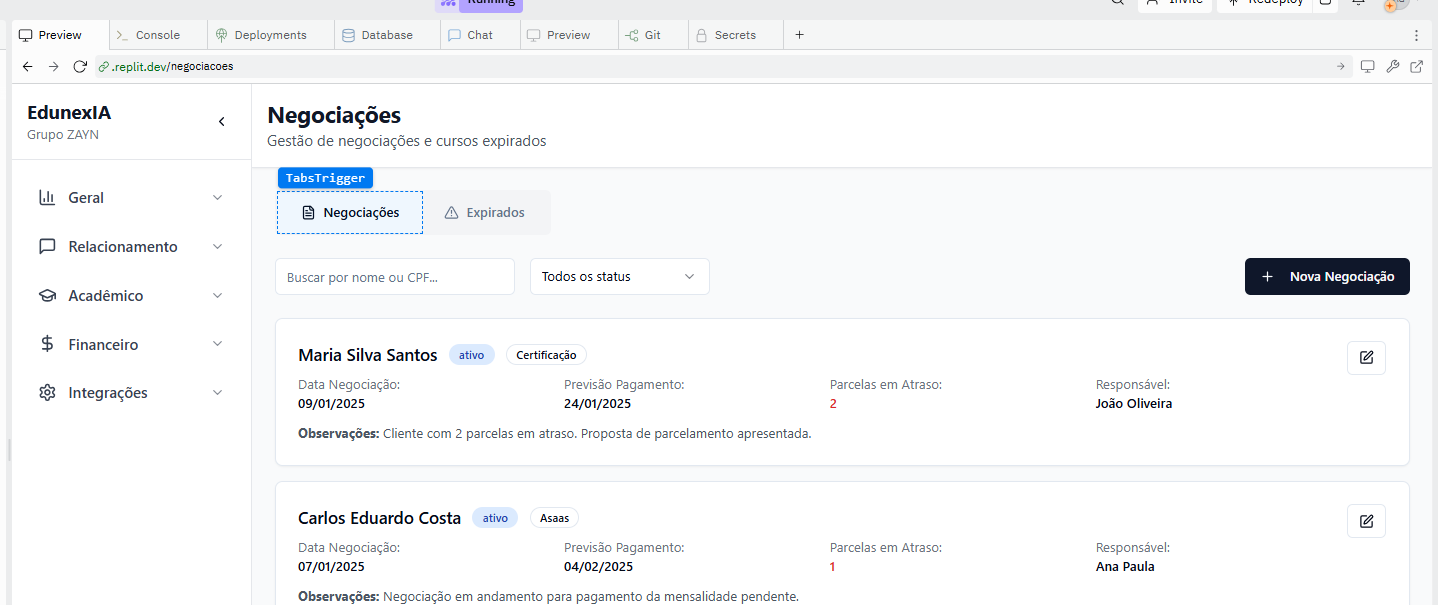 Running
Invite
Redeploy
Preview
Console
Deployments
Database
Chat
Preview
Git
Secrets
.replit.dev/negociacoes
EdunexIA
Grupo ZAYN
Geral
Relacionamento
Acadêmico
Financeiro
Integrações
Negociações
Gestão de negociações e cursos expirados
TabsTrigger
Negociações
Expirados
Buscar por nome ou CPF...
Todos os status
Nova Negociação
Maria Silva Santos ativo Certificação
Data Negociação: Previsão Pagamento: Parcelas em Atraso: Responsável:
09/01/2025 24/01/2025 2 João Oliveira
Observações: Cliente com 2 parcelas em atraso. Proposta de parcelamento apresentada.
Carlos Eduardo Costa ativo Asaas
Data Negociação: Previsão Pagamento: Parcelas em Atraso: Responsável:
07/01/2025 04/02/2025 1 Ana Paula
Observações: Negociação em andamento para pagamento da mensalidade pendente.